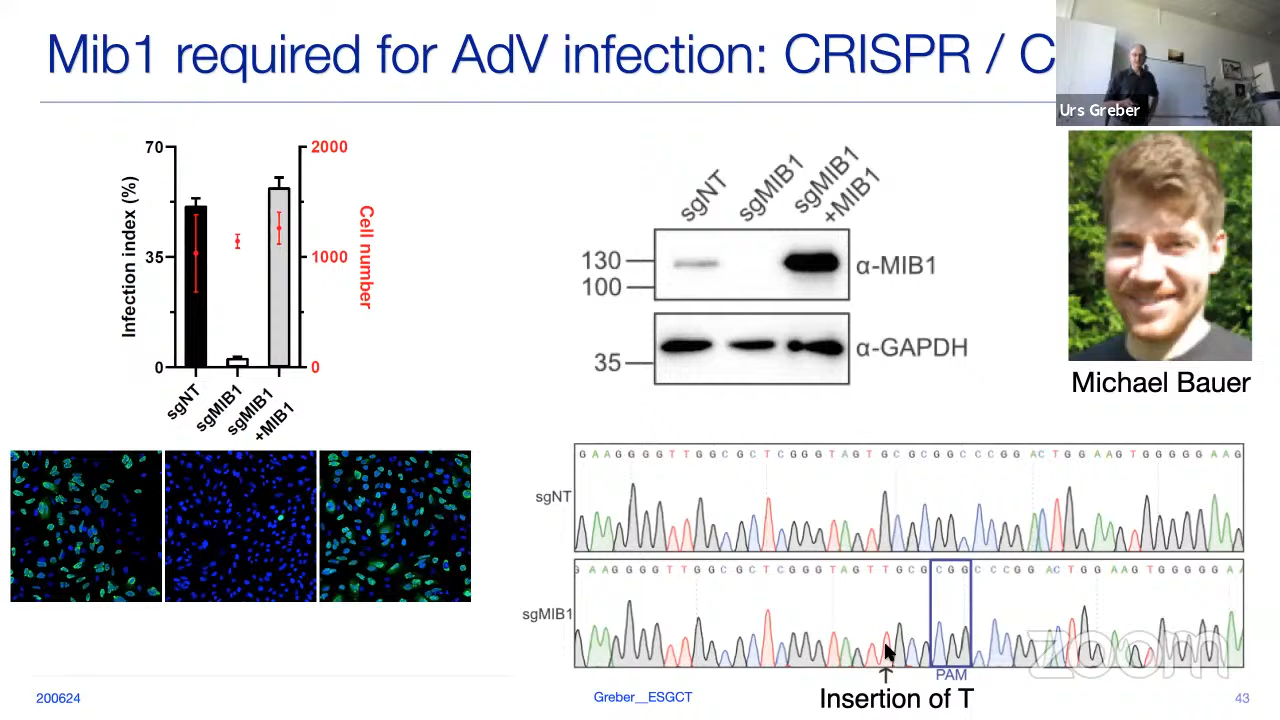 Mib1 required for AdV infection: CRISPR / C
Urs Greber
70
35
0
Infection index (%)
2000
1000
0
Cell number
sgNT
sgMIB1
sgMIB1
+MIB1
sgNT
sgMIB1
sgMIB1
+MIB1
130
100
α-MIB1
35
α-GAPDH
Michael Bauer
G A A G G G G T T G G C G C T C G G G T A G T G C G C G G C C C G G A C T G G A A G T G G G G G A A G
sgNT
G A A G G G G T T G G C G C T C G G G T A G T T G C G C G G C C C G G A C T G G A A G T G G G G G A A
sgMIB1
PAM
Insertion of T
zoom
200624
Greber__ESGCT
43